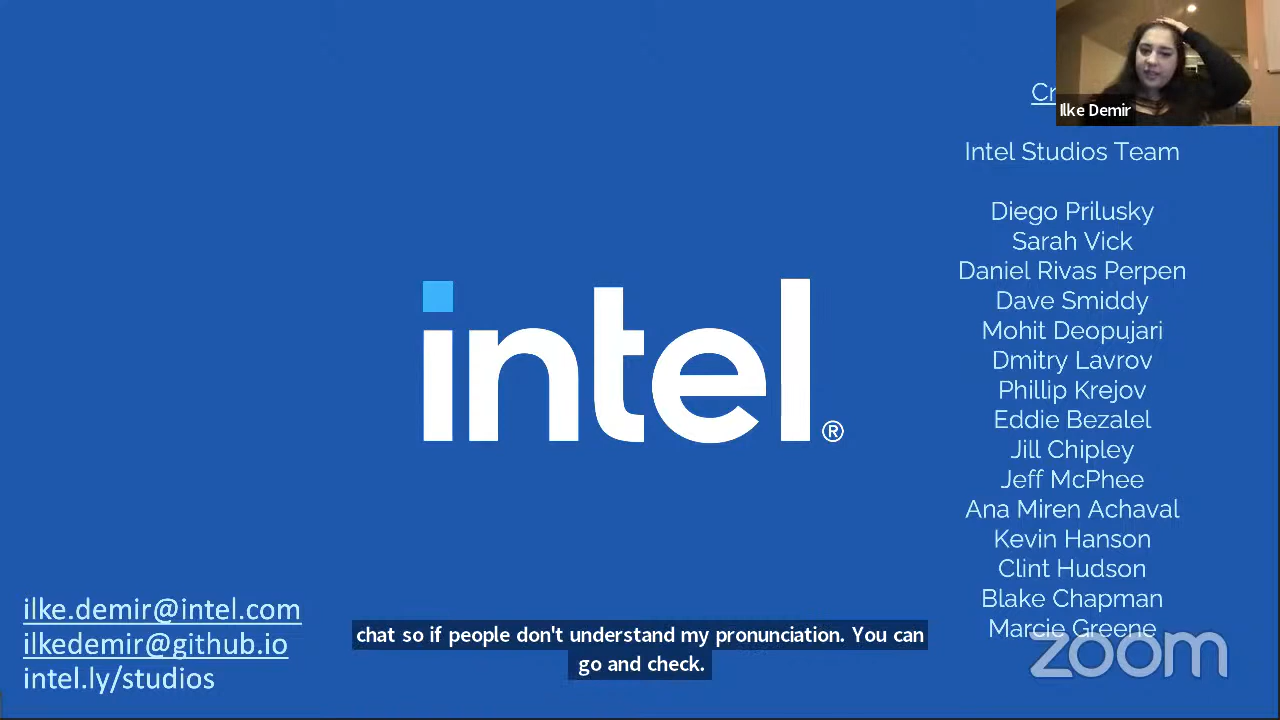 Cr
Ilke Demir
Intel Studios Team
Diego Prilusky
Sarah Vick
Daniel Rivas Perpen
Dave Smiddy
Mohit Deopujari
Dmitry Lavrov
Phillip Krejov
Eddie Bezalel
Jill Chipley
Jeff McPhee
Ana Miren Achaval
Kevin Hanson
Clint Hudson
Blake Chapman
Marcie Greene
intel®
ilke.demir@intel.com
ilkedemir@github.io
intel.ly/studios
chat so if people don't understand my pronunciation. You can
go and check.
zoom